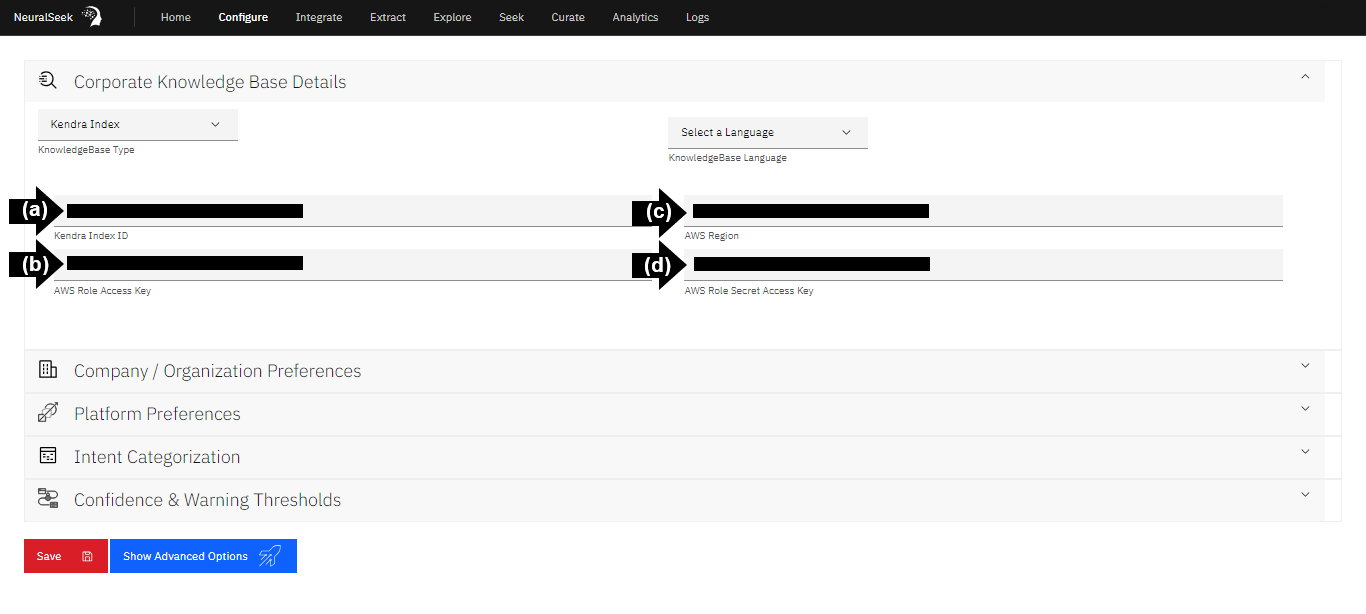 NeuralSeek Home Configure Integrate Extract Explore Seek Curate Analytics Logs
Corporate Knowledge Base Details
Kendra Index
KnowledgeBase Type
Select a Language
KnowledgeBase Language
(a)
Kendra Index ID
(c)
AWS Region
(b)
AWS Role Access Key
(d)
AWS Role Secret Access Key
Company / Organization Preferences
Platform Preferences
Intent Categorization
Confidence & Warning Thresholds
Save
Show Advanced Options